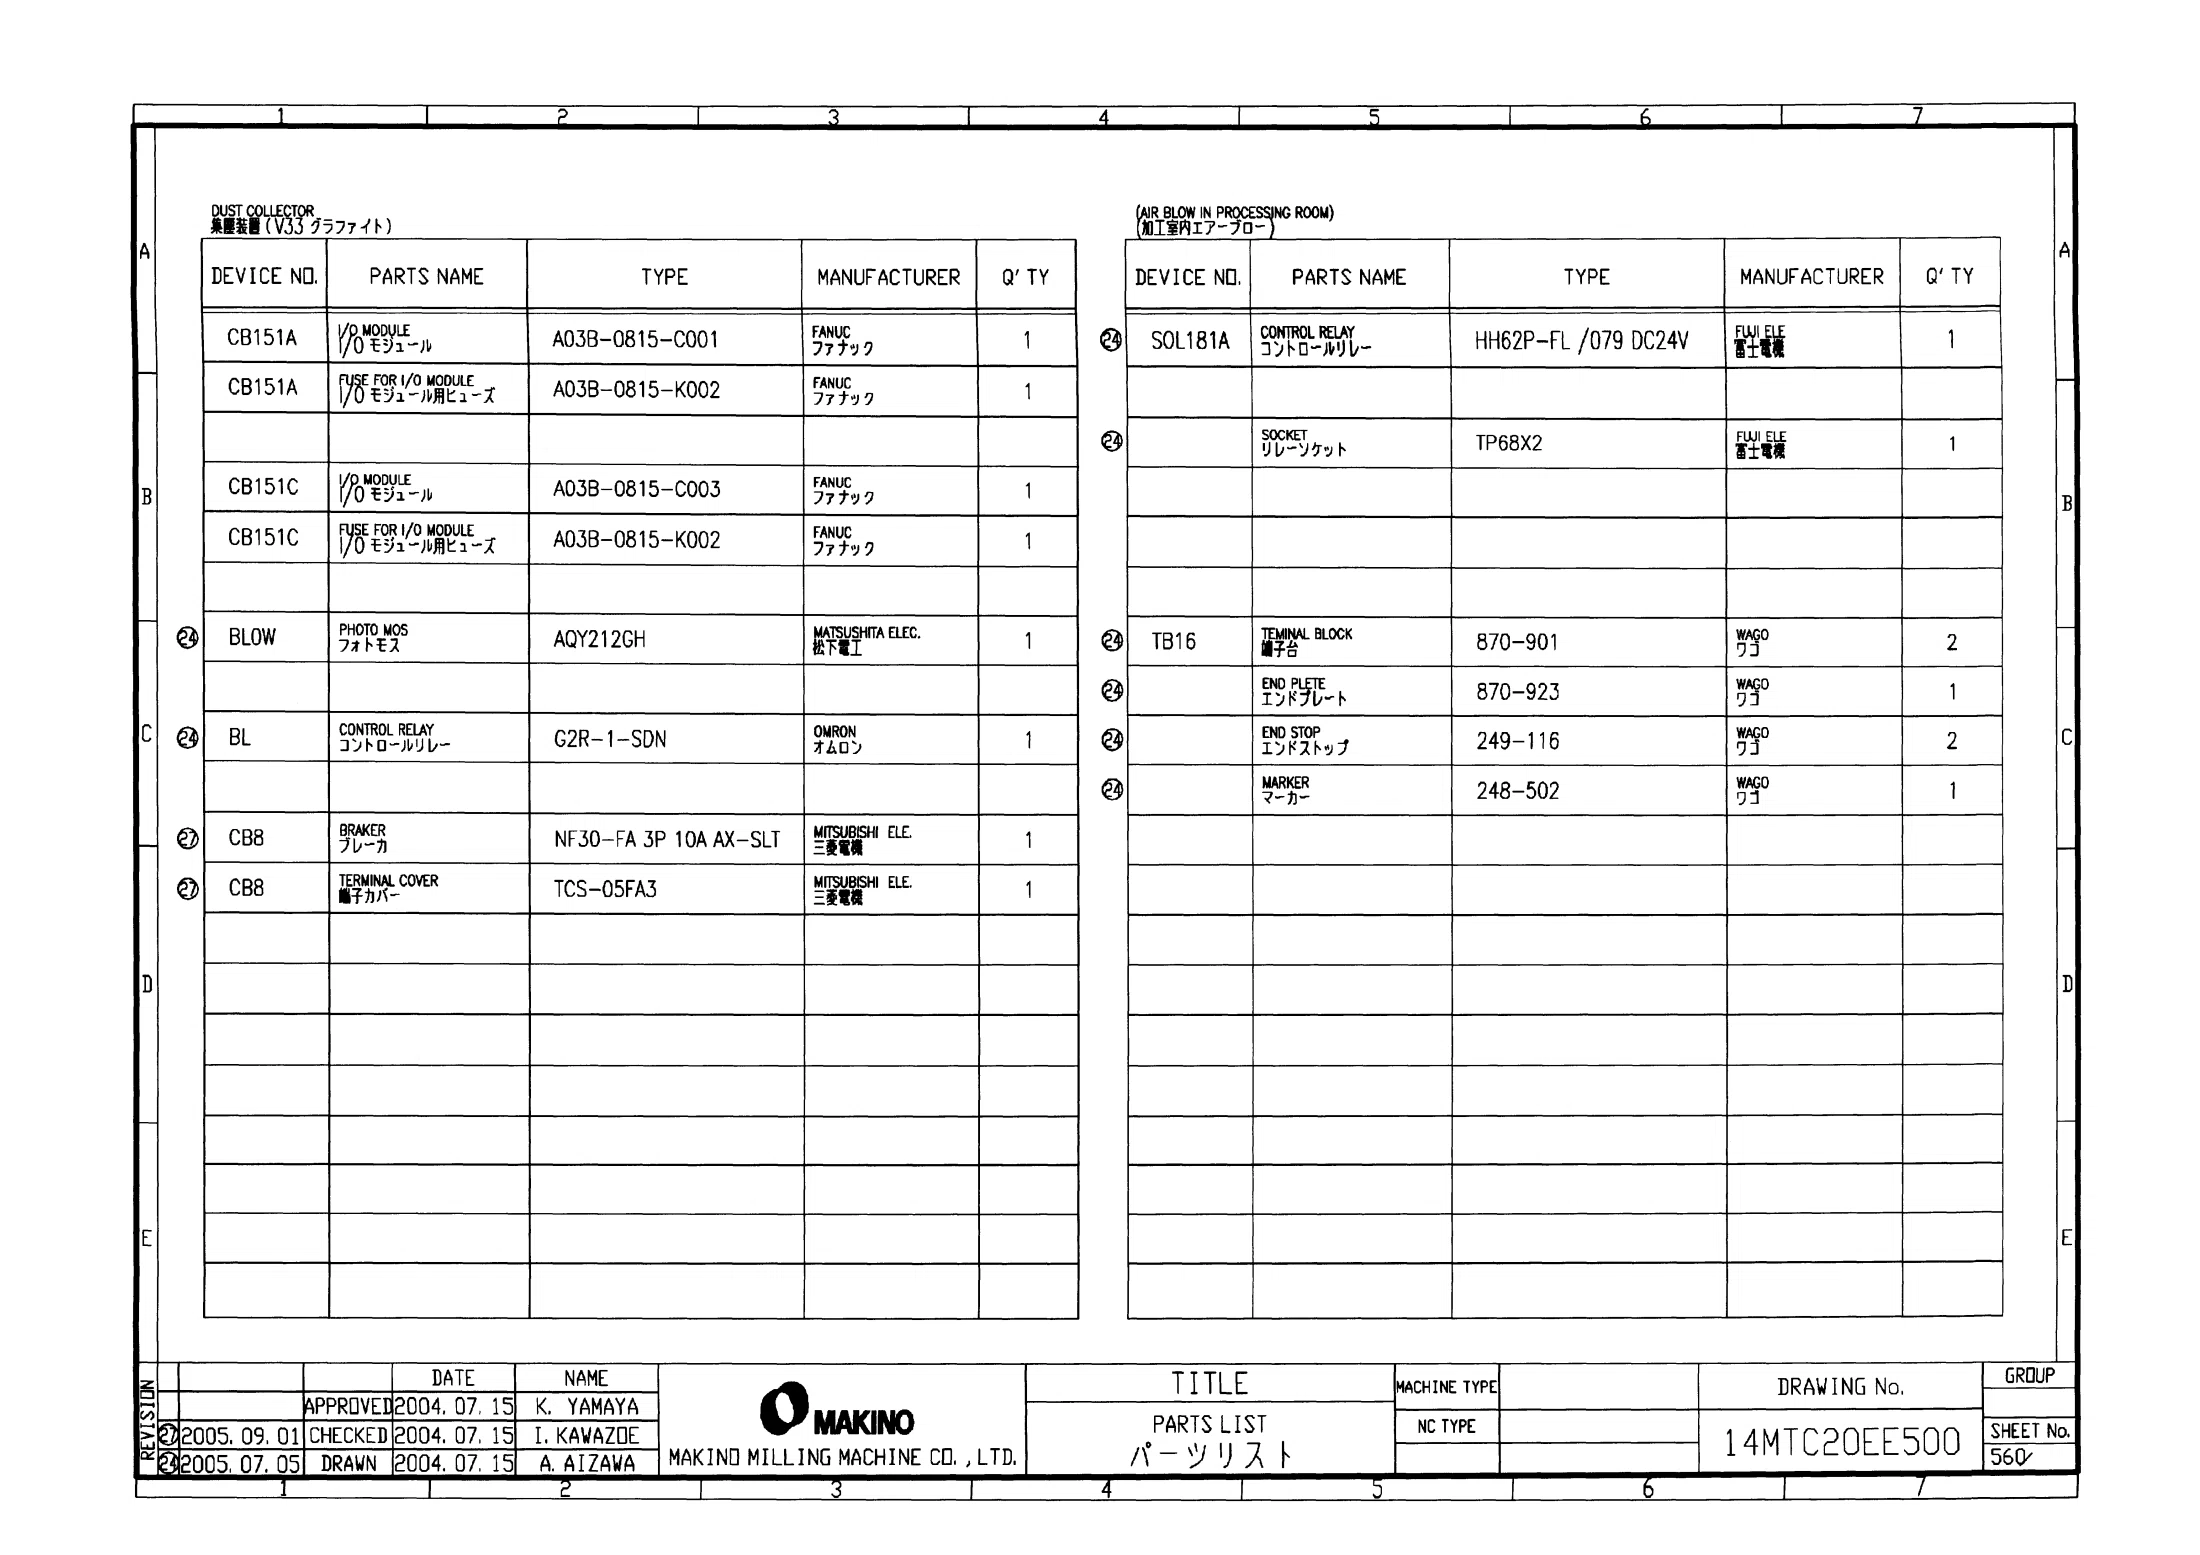 1 2 3 4 5 6 7
A
B
C
D
E
DUST COLLECTOR
集塵装置 (V33 グラファイト)
DEVICE NO. PARTS NAME TYPE MANUFACTURER Q'TY
CB151A I/O MODULE A03B-0815-C001 FANUC 1
I/O モジュール ファナック
CB151A FUSE FOR I/O MODULE A03B-0815-K002 FANUC 1
I/O モジュール用ヒューズ ファナック
CB151C I/O MODULE A03B-0815-C003 FANUC 1
I/O モジュール ファナック
CB151C FUSE FOR I/O MODULE A03B-0815-K002 FANUC 1
I/O モジュール用ヒューズ ファナック
24 BLOW PHOTO MOS AQY212GH MATSUSHITA ELEC. 1
フォトモス 松下電工
24 BL CONTROL RELAY G2R-1-SDN OMRON 1
コントロールリレー オムロン
27 CB8 BRAKER NF30-FA 3P 10A AX-SLT MITSUBISHI ELE. 1
ブレーカ 三菱電機
27 CB8 TERMINAL COVER TCS-05FA3 MITSUBISHI ELE. 1
端子カバー 三菱電機
(AIR BLOW IN PROCESSING ROOM)
(加工室内エアーブロー)
DEVICE NO. PARTS NAME TYPE MANUFACTURER Q'TY
24 SOL181A CONTROL RELAY HH62P-FL /079 DC24V FUJI ELE 1
コントロールリレー 富士電機
24 SOCKET TP68X2 FUJI ELE 1
リレーソケット 富士電機
24 TB16 TEMINAL BLOCK 870-901 WAGO 2
端子台 ワゴ
24 END PLETE 870-923 WAGO 1
エンドプレート ワゴ
24 END STOP 249-116 WAGO 2
エンドストップ ワゴ
24 MARKER 248-502 WAGO 1
マーカー ワゴ
A
B
C
D
E
REVISION
DATE NAME
APPROVED 2004. 07. 15 K. YAMAYA
27 2005. 09. 01 CHECKED 2004. 07. 15 I. KAWAZOE
24 2005. 07. 05 DRAWN 2004. 07. 15 A. AIZAWA
MAKINO
MAKINO MILLING MACHINE CO. , LTD.
TITLE
PARTS LIST
パーツリスト
MACHINE TYPE
NC TYPE
DRAWING No.
14MTC20EE500
GROUP
SHEET No.
560/
1 2 3 4 5 6 7